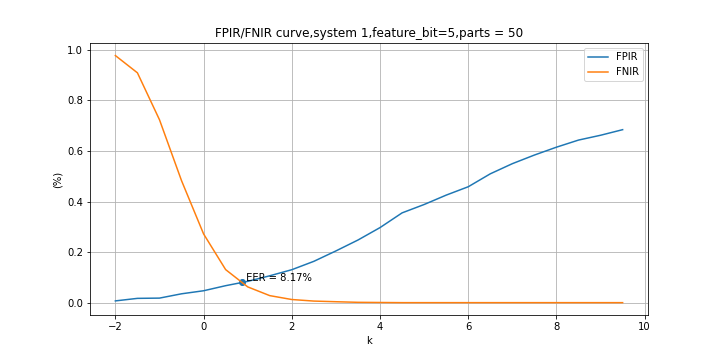 FPIR/FNIR curve,system 1,feature_bit=5,parts = 50
FPIR
FNIR
1.0
0.8
0.6
0.4
0.2
0.0
(%)
EER = 8.17%
−2
0
2
4
6
8
10
k